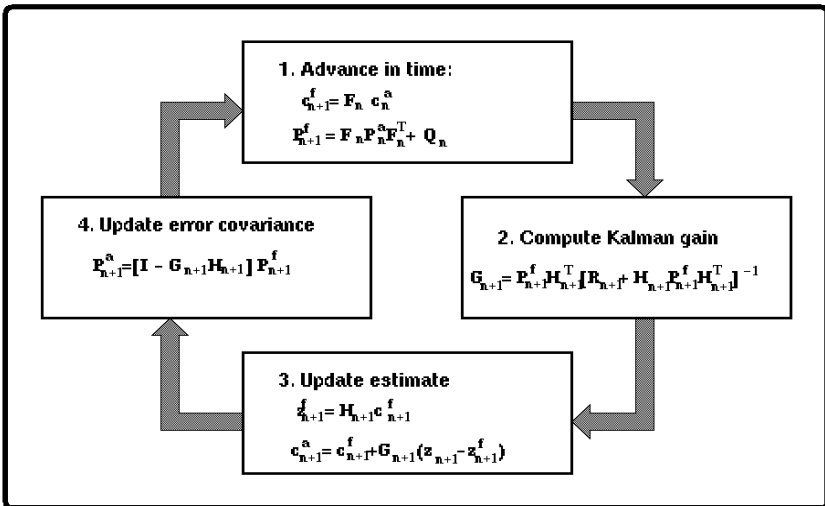 1. Advance in time:
c^f_{n+1} = F_n c^a_n
P^f_{n+1} = F_n P^a_n F^T_n + Q_n
2. Compute Kalman gain
G_{n+1} = P^f_{n+1} H^T_{n+1} [R_{n+1} + H_{n+1} P^f_{n+1} H^T_{n+1}]^{-1}
3. Update estimate
z^f_{n+1} = H_{n+1} c^f_{n+1}
c^a_{n+1} = c^f_{n+1} + G_{n+1} (z_{n+1} - z^f_{n+1})
4. Update error covariance
P^a_{n+1} = [I - G_{n+1} H_{n+1}] P^f_{n+1}